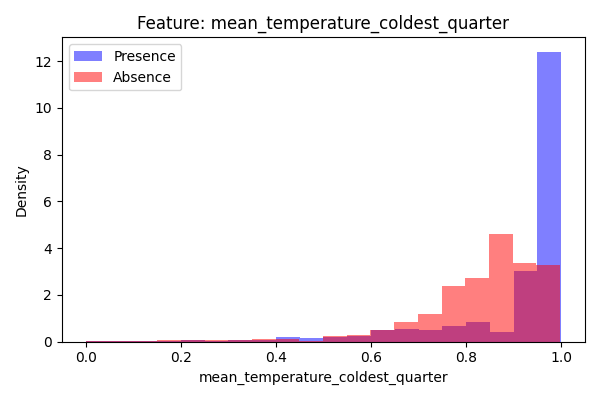 Feature: mean_temperature_coldest_quarter
Presence
Absence
Density
12
10
8
6
4
2
0
0.0 0.2 0.4 0.6 0.8 1.0
mean_temperature_coldest_quarter